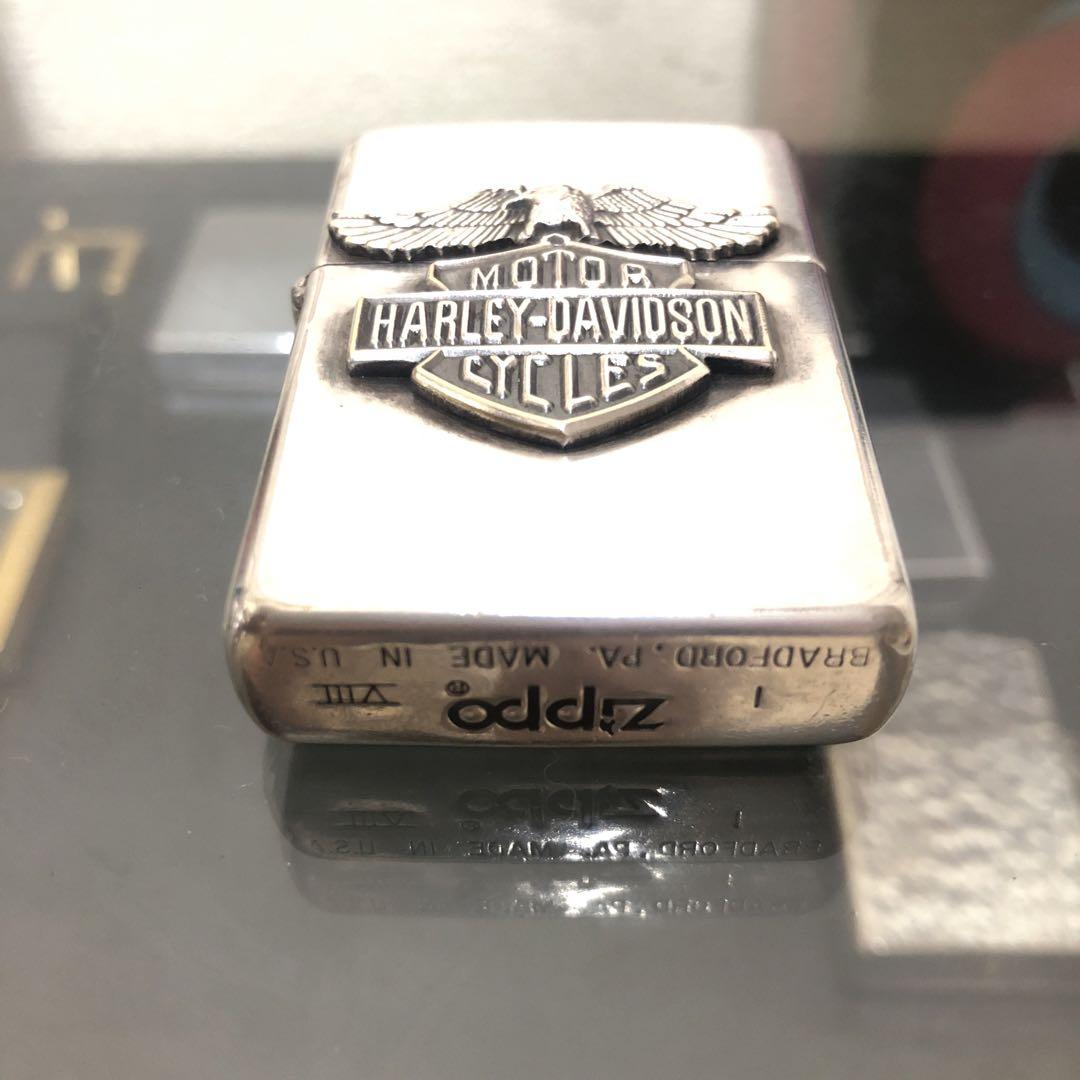 MOTOR
HARLEY-DAVIDSON
CYCLES
I Zippo® VIII
BRADFORD, PA. MADE IN U.S.A